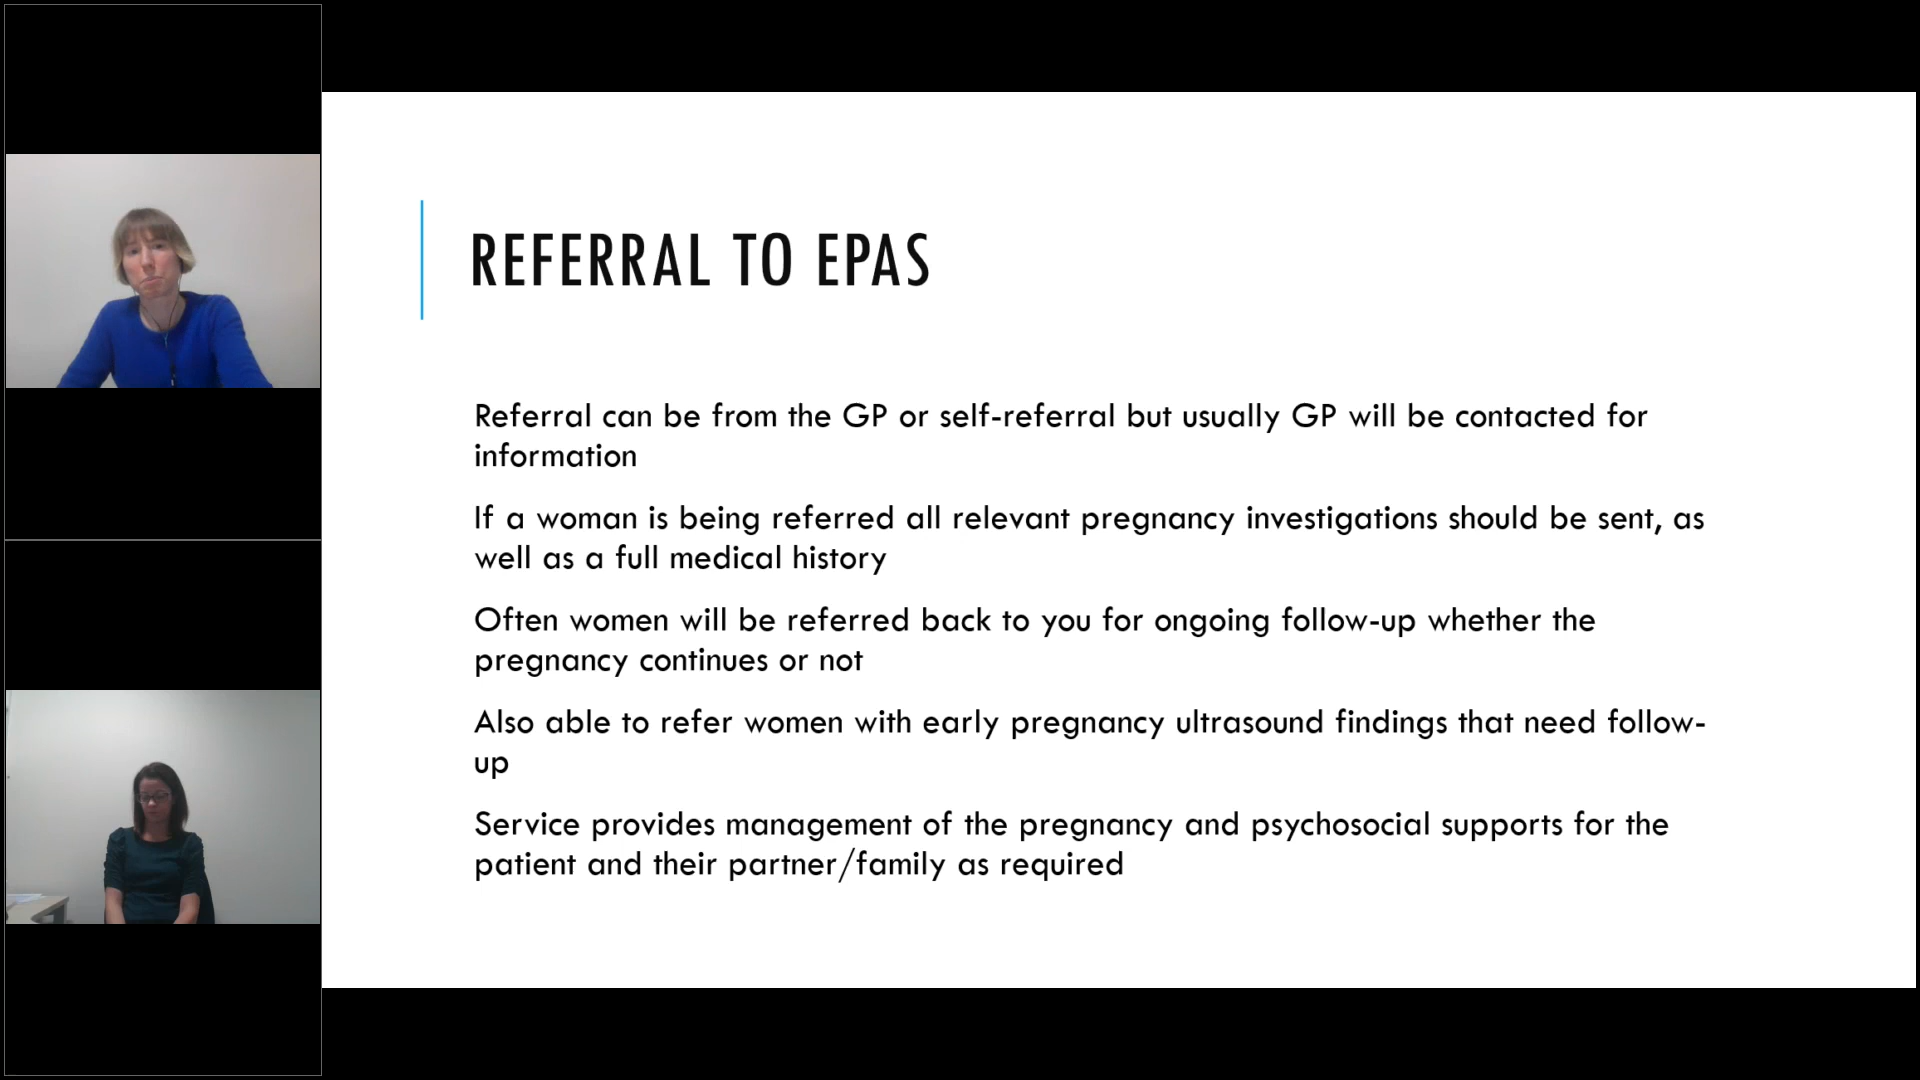 REFERRAL TO EPAS
Referral can be from the GP or self-referral but usually GP will be contacted for
information
If a woman is being referred all relevant pregnancy investigations should be sent, as
well as a full medical history
Often women will be referred back to you for ongoing follow-up whether the
pregnancy continues or not
Also able to refer women with early pregnancy ultrasound findings that need follow-
up
Service provides management of the pregnancy and psychosocial supports for the
patient and their partner/family as required